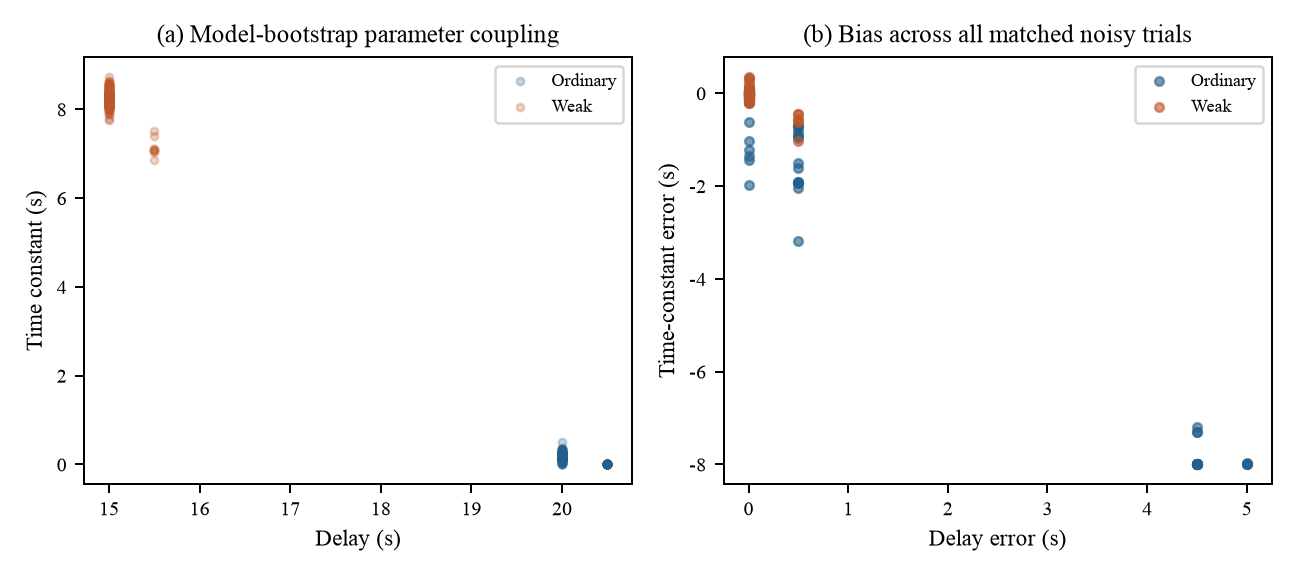 (a) Model-bootstrap parameter coupling
Ordinary
Weak
8
6
4
2
0
Time constant (s)
15
16
17
18
19
20
Delay (s)
(b) Bias across all matched noisy trials
Ordinary
Weak
0
-2
-4
-6
-8
Time-constant error (s)
0
1
2
3
4
5
Delay error (s)